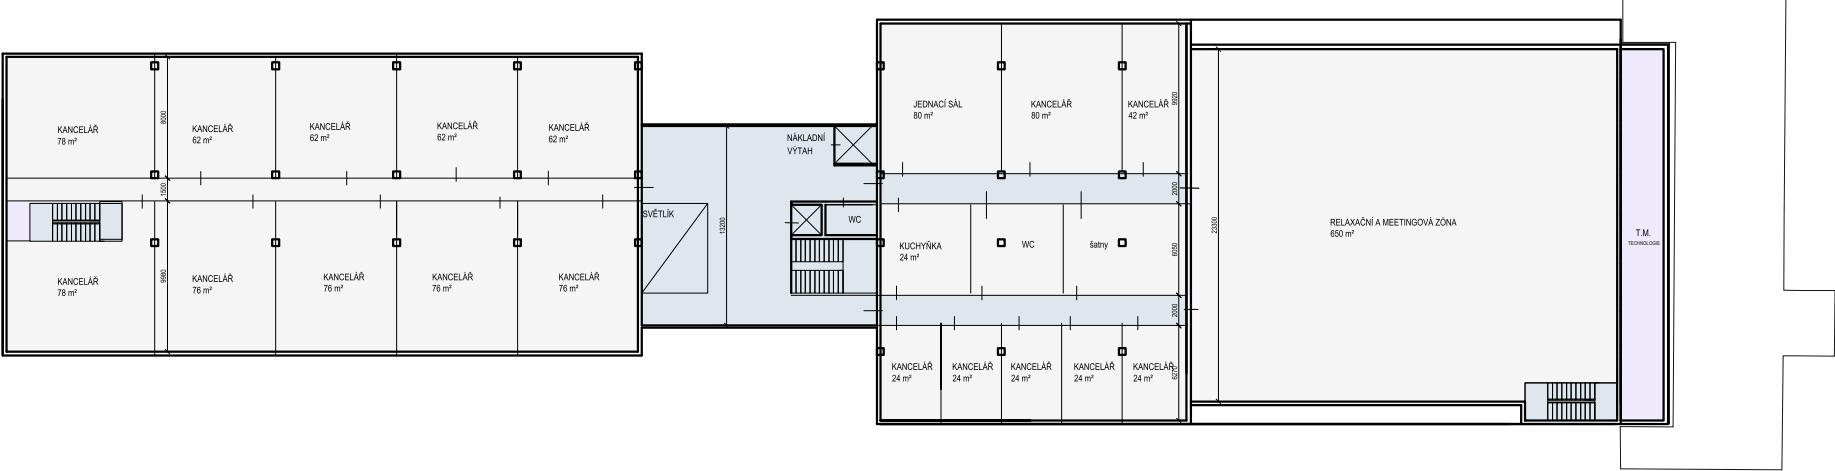 KANCELÁŘ
78 m²
KANCELÁŘ
62 m²
KANCELÁŘ
62 m²
KANCELÁŘ
62 m²
KANCELÁŘ
62 m²
8000
1500
9980
KANCELÁŘ
78 m²
KANCELÁŘ
76 m²
KANCELÁŘ
76 m²
KANCELÁŘ
76 m²
KANCELÁŘ
76 m²
SVĚTLÍK
13200
NÁKLADNÍ
VÝTAH
WC
JEDNACÍ SÁL
80 m²
KANCELÁŘ
80 m²
KANCELÁŘ
42 m²
9920
2000
KUCHYŇKA
24 m²
WC
šatny
6050
2000
KANCELÁŘ
24 m²
KANCELÁŘ
24 m²
KANCELÁŘ
24 m²
KANCELÁŘ
24 m²
KANCELÁŘ
24 m²
6270
23300
RELAXAČNÍ A MEETINGOVÁ ZÓNA
650 m²
T.M.
TECHNOLOGIE